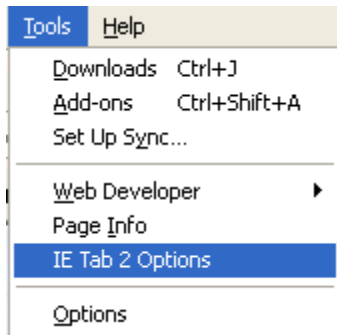 Tools Help
Downloads Ctrl+J
Add-ons Ctrl+Shift+A
Set Up Sync...
Web Developer
Page Info
IE Tab 2 Options
Options